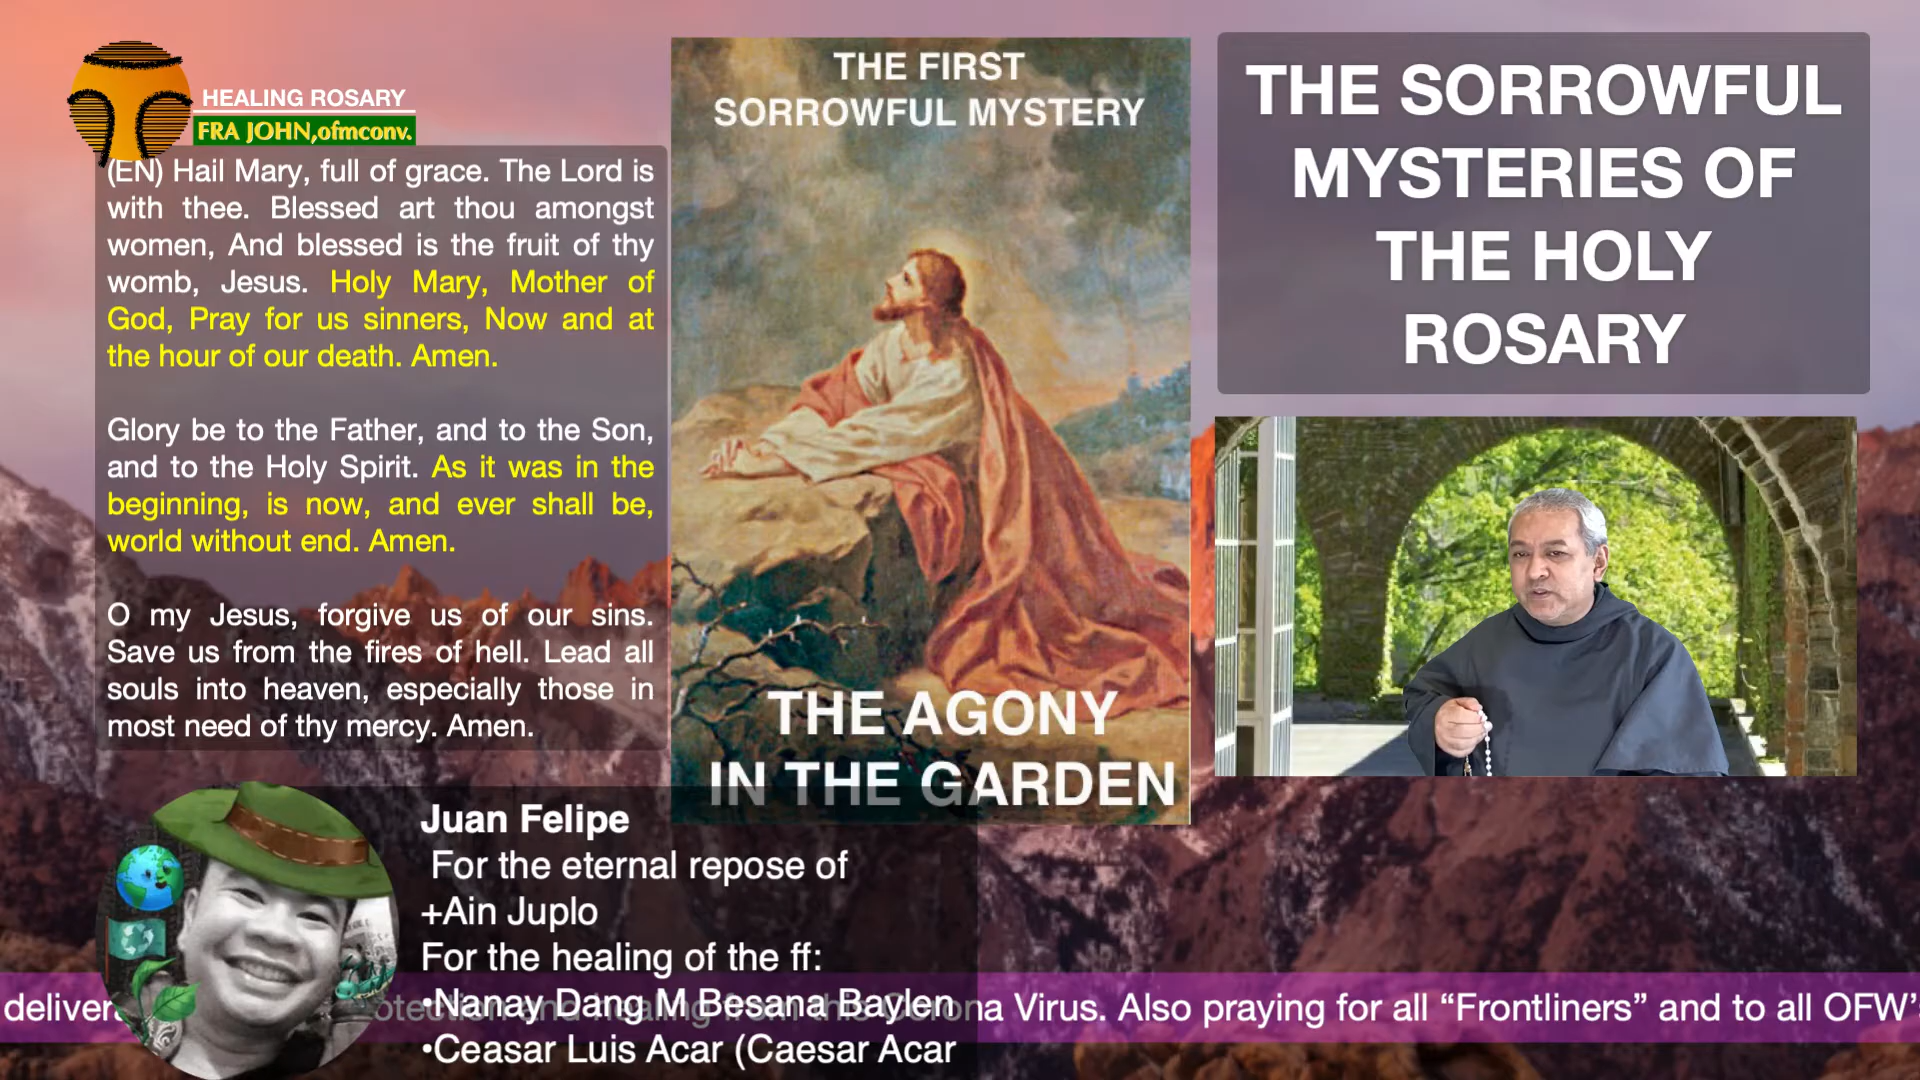 HEALING ROSARY
FRA JOHN,ofmconv.
(EN) Hail Mary, full of grace. The Lord is
with thee. Blessed art thou amongst
women, And blessed is the fruit of thy
womb, Jesus. Holy Mary, Mother of
God, Pray for us sinners, Now and at
the hour of our death. Amen.
Glory be to the Father, and to the Son,
and to the Holy Spirit. As it was in the
beginning, is now, and ever shall be,
world without end. Amen.
O my Jesus, forgive us of our sins.
Save us from the fires of hell. Lead all
souls into heaven, especially those in
most need of thy mercy. Amen.
THE FIRST
SORROWFUL MYSTERY
THE AGONY
IN THE GARDEN
THE SORROWFUL
MYSTERIES OF
THE HOLY
ROSARY
Juan Felipe
For the eternal repose of
+Ain Juplo
For the healing of the ff:
•Nanay Dang M Besana Baylen
•Ceasar Luis Acar (Caesar Acar
and healing from this Corona Virus. Also praying for all “Frontliners” and to all OFW’